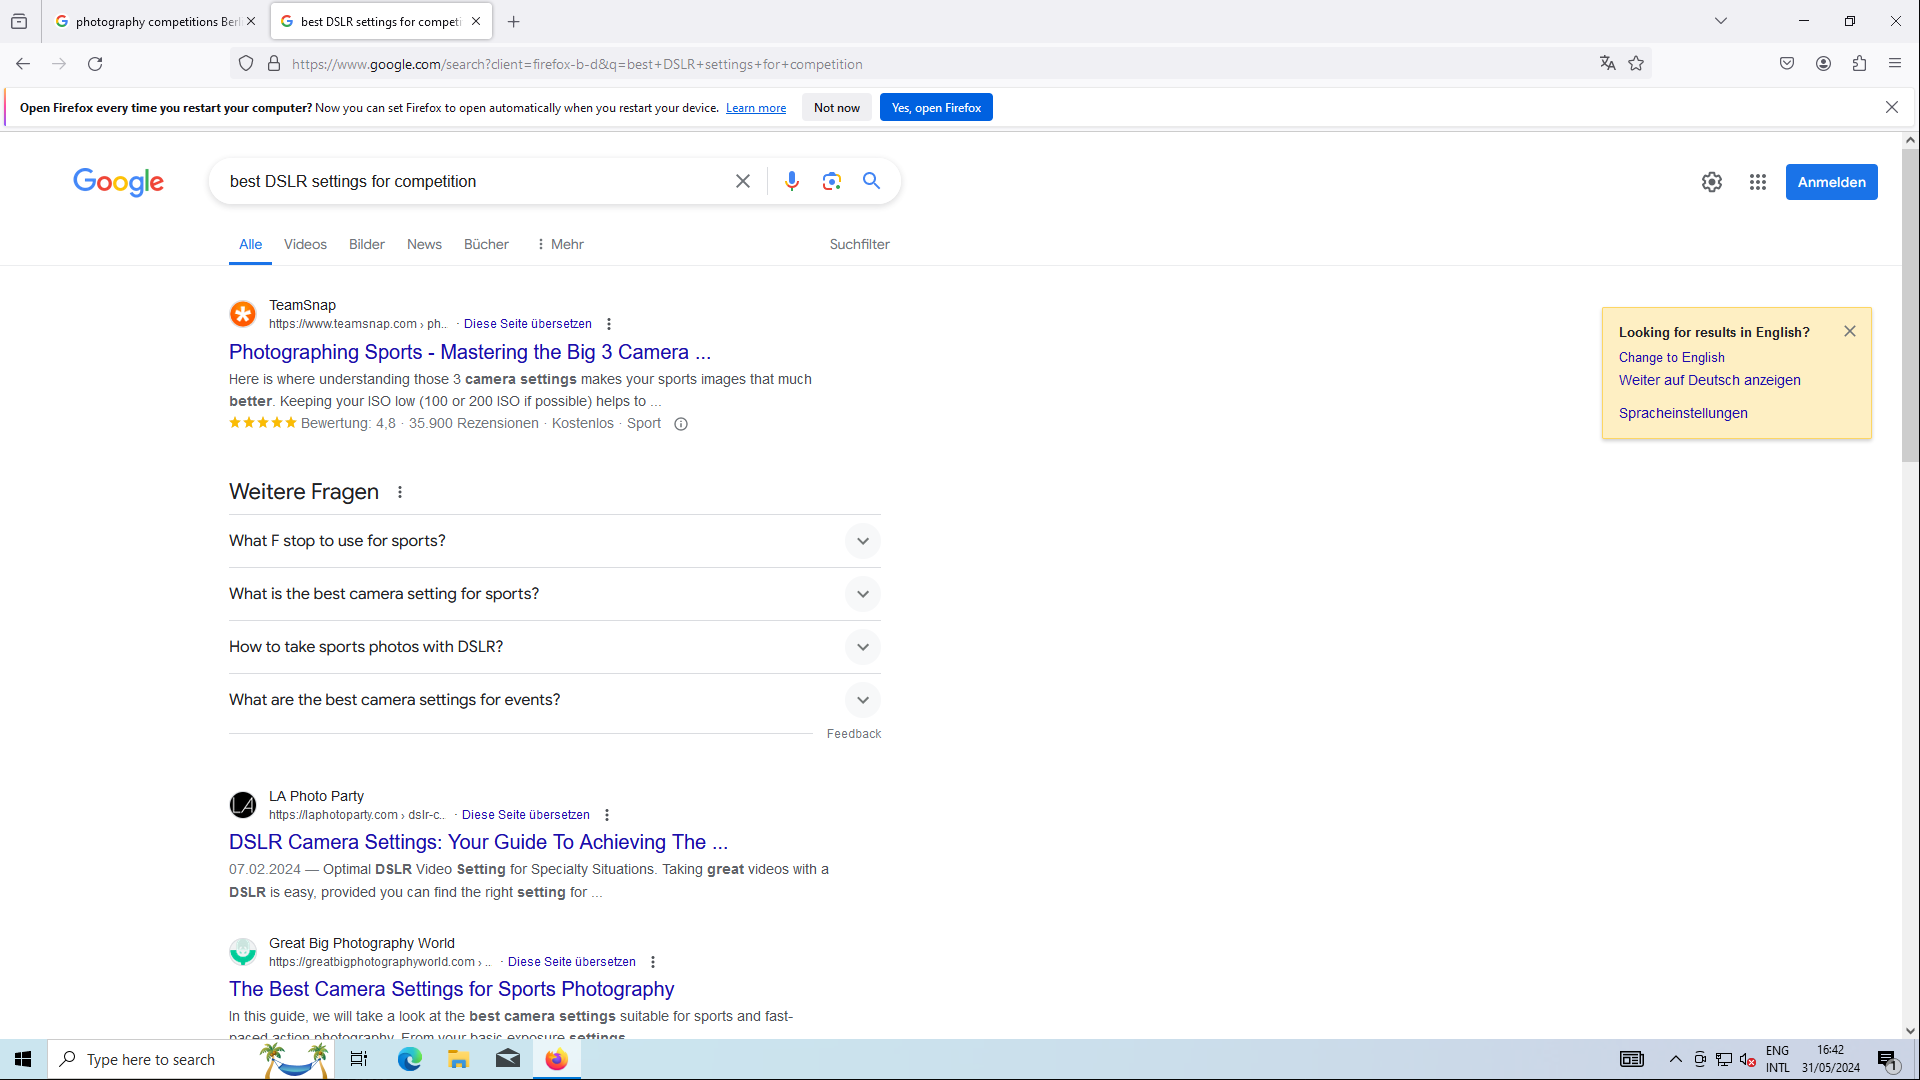 photography competitions Berl
best DSLR settings for competi
https://www.google.com/search?client=firefox-b-d&q=best+DSLR+settings+for+competition
Open Firefox every time you restart your computer? Now you can set Firefox to open automatically when you restart your device. Learn more
Not now
Yes, open Firefox
Google
best DSLR settings for competition
Anmelden
Alle
Videos
Bilder
News
Bücher
Mehr
Suchfilter
TeamSnap
https://www.teamsnap.com › ph.. · Diese Seite übersetzen
Photographing Sports - Mastering the Big 3 Camera ...
Here is where understanding those 3 camera settings makes your sports images that much
better. Keeping your ISO low (100 or 200 ISO if possible) helps to ...
Bewertung: 4,8 · 35.900 Rezensionen · Kostenlos · Sport
Looking for results in English?
Change to English
Weiter auf Deutsch anzeigen
Spracheinstellungen
Weitere Fragen
What F stop to use for sports?
What is the best camera setting for sports?
How to take sports photos with DSLR?
What are the best camera settings for events?
Feedback
LA
LA Photo Party
https://laphotoparty.com › dslr-c.. · Diese Seite übersetzen
DSLR Camera Settings: Your Guide To Achieving The ...
07.02.2024 — Optimal DSLR Video Setting for Specialty Situations. Taking great videos with a
DSLR is easy, provided you can find the right setting for ...
Great Big Photography World
https://greatbigphotographyworld.com › .. · Diese Seite übersetzen
The Best Camera Settings for Sports Photography
In this guide, we will take a look at the best camera settings suitable for sports and fast-
paced action photography. From your basic exposure settings
Type here to search
ENG
INTL
16:42
31/05/2024
1